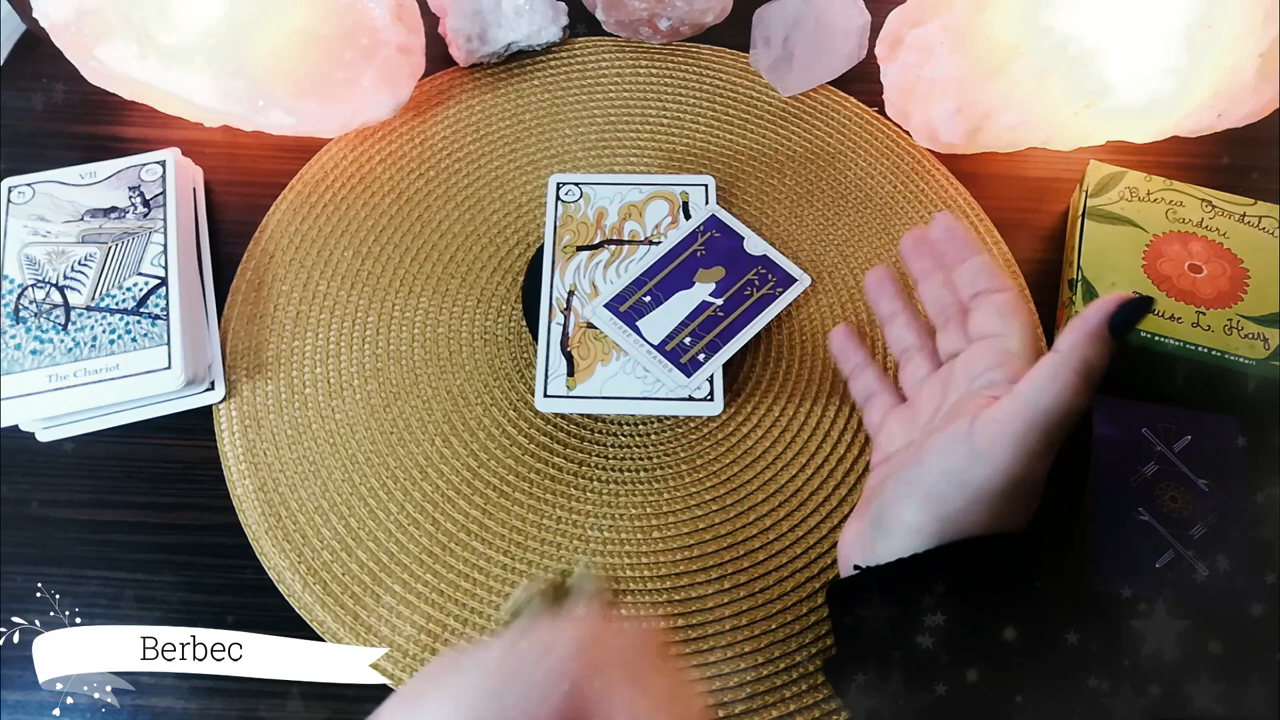 VII
The Chariot
THREE OF WANDS
Puterea Gândului
Carduri
Louise L. Hay
Un pachet cu 64 de carduri
Berbec